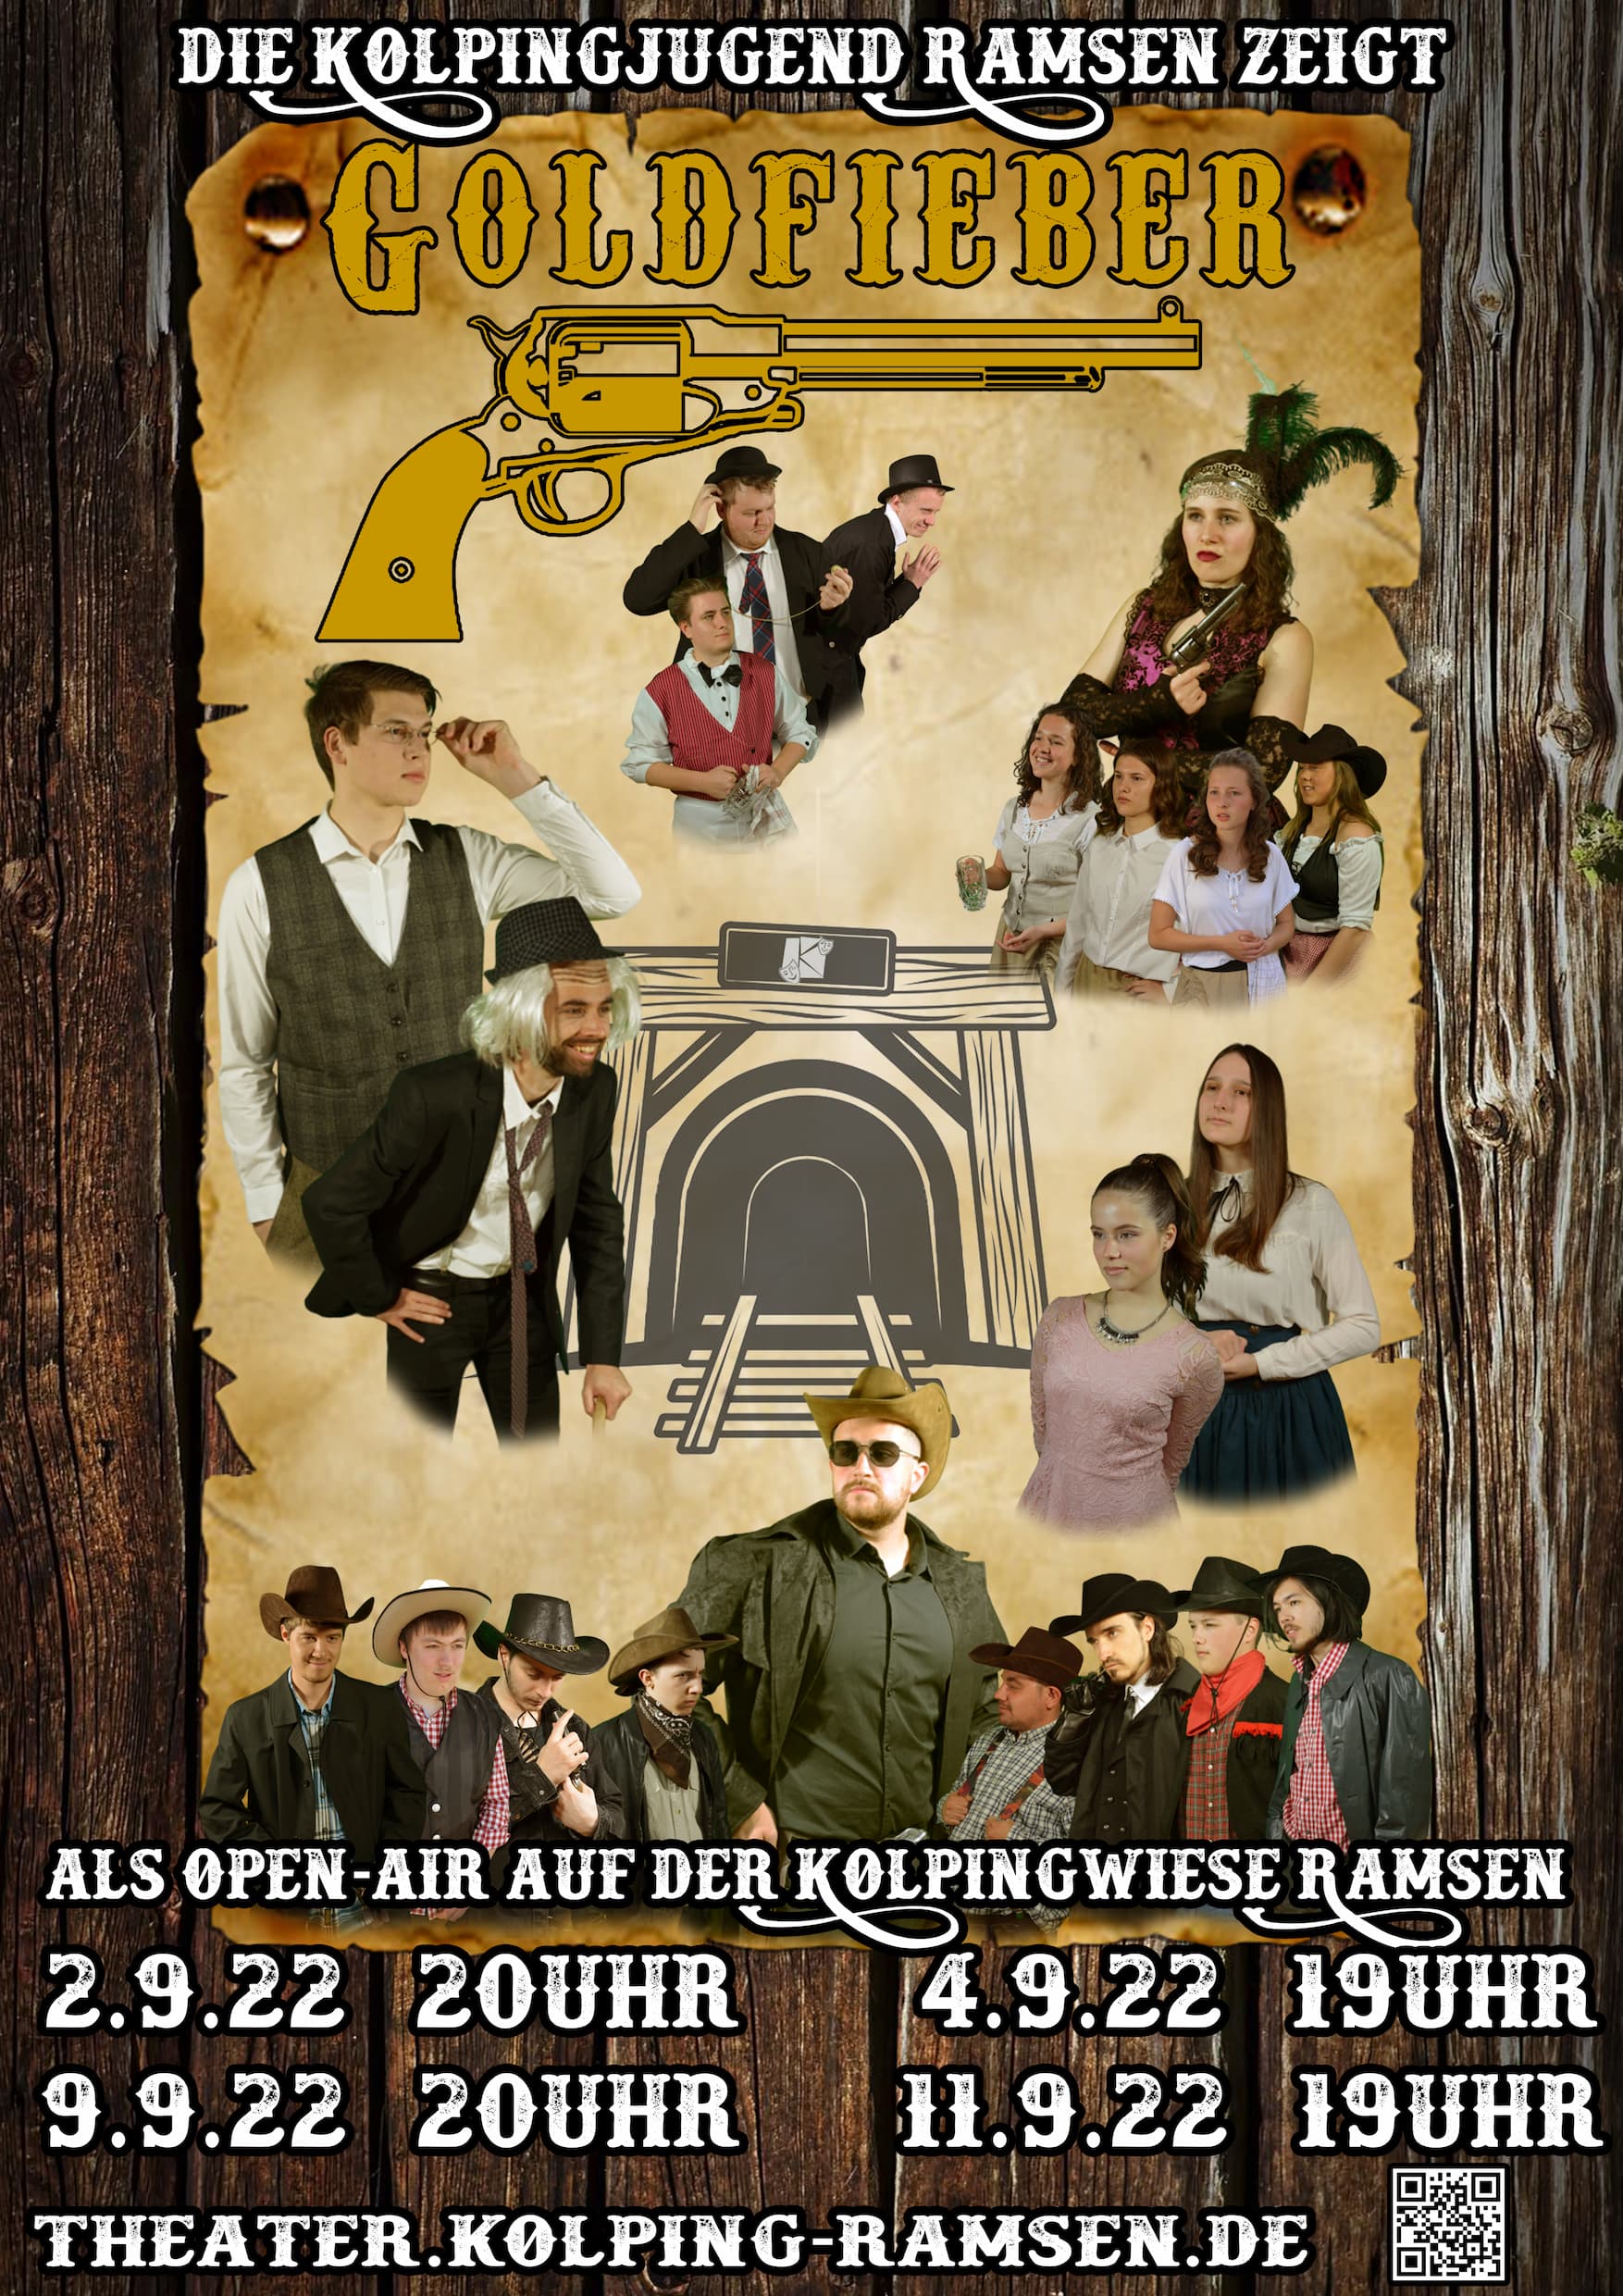 DIE KOLPINGJUGEND RAMSEN ZEIGT
GOLDFIEBER
K
ALS OPEN-AIR AUF DER KOLPINGWIESE RAMSEN
2.9.22 20UHR 4.9.22 19UHR
9.9.22 20UHR 11.9.22 19UHR
THEATER.KOLPING-RAMSEN.DE